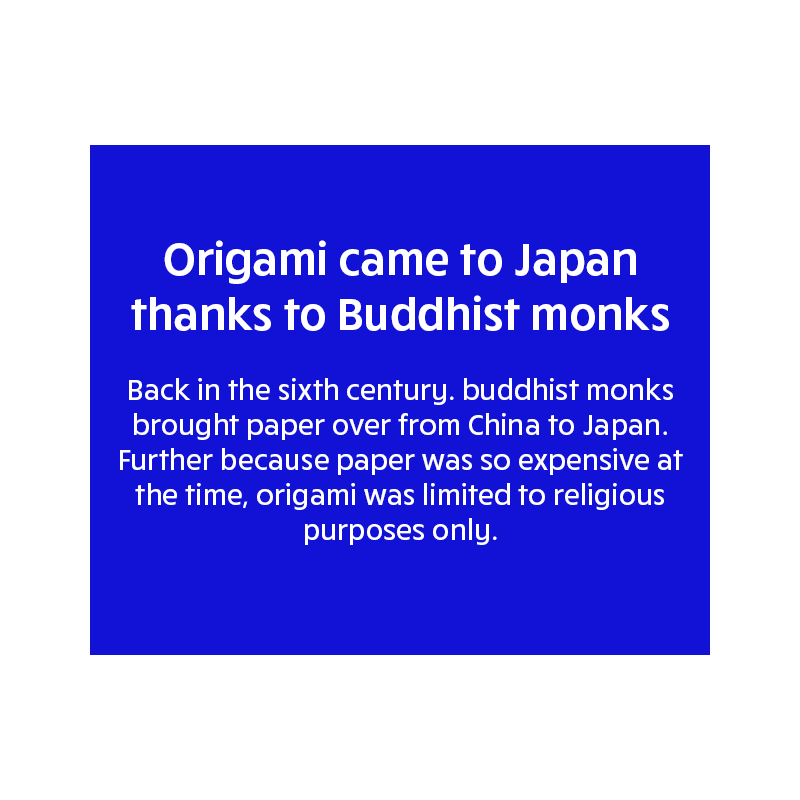 Origami came to Japan
thanks to Buddhist monks
Back in the sixth century. buddhist monks
brought paper over from China to Japan.
Further because paper was so expensive at
the time, origami was limited to religious
purposes only.